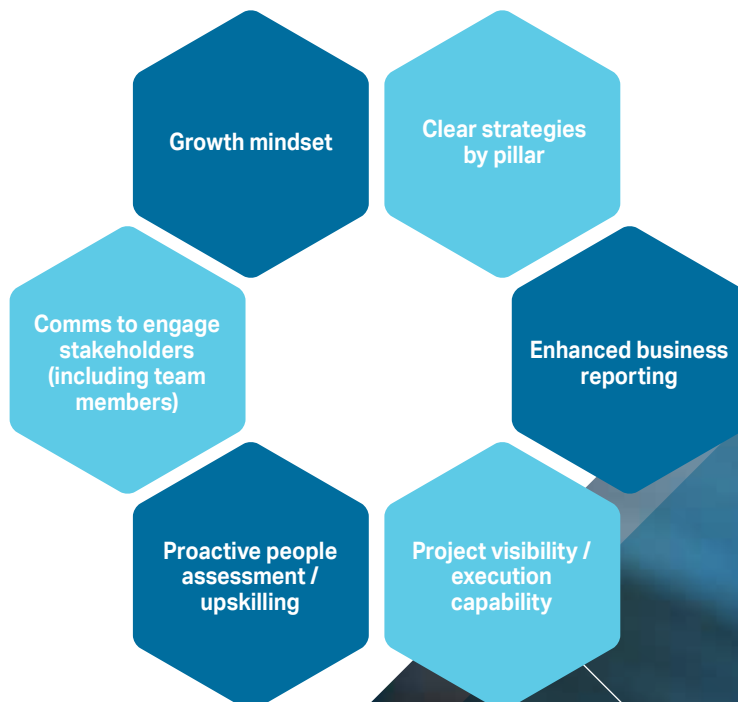 Growth mindset
Clear strategies
by pillar
Comms to engage
stakeholders
(including team
members)
Enhanced business
reporting
Proactive people
assessment /
upskilling
Project visibility /
execution
capability